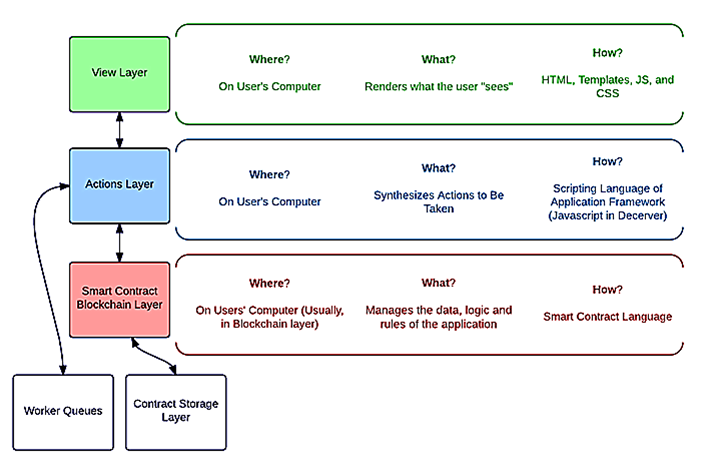 View Layer
Where?
On User's Computer
What?
Renders what the user "sees"
How?
HTML, Templates, JS, and
CSS
Actions Layer
Where?
On User's Computer
What?
Synthesizes Actions to Be
Taken
How?
Scripting Language of
Application Framework
(Javascript in Decerver)
Smart Contract
Blockchain Layer
Where?
On Users' Computer (Usually,
in Blockchain layer)
What?
Manages the data, logic and
rules of the application
How?
Smart Contract Language
Worker Queues
Contract Storage
Layer